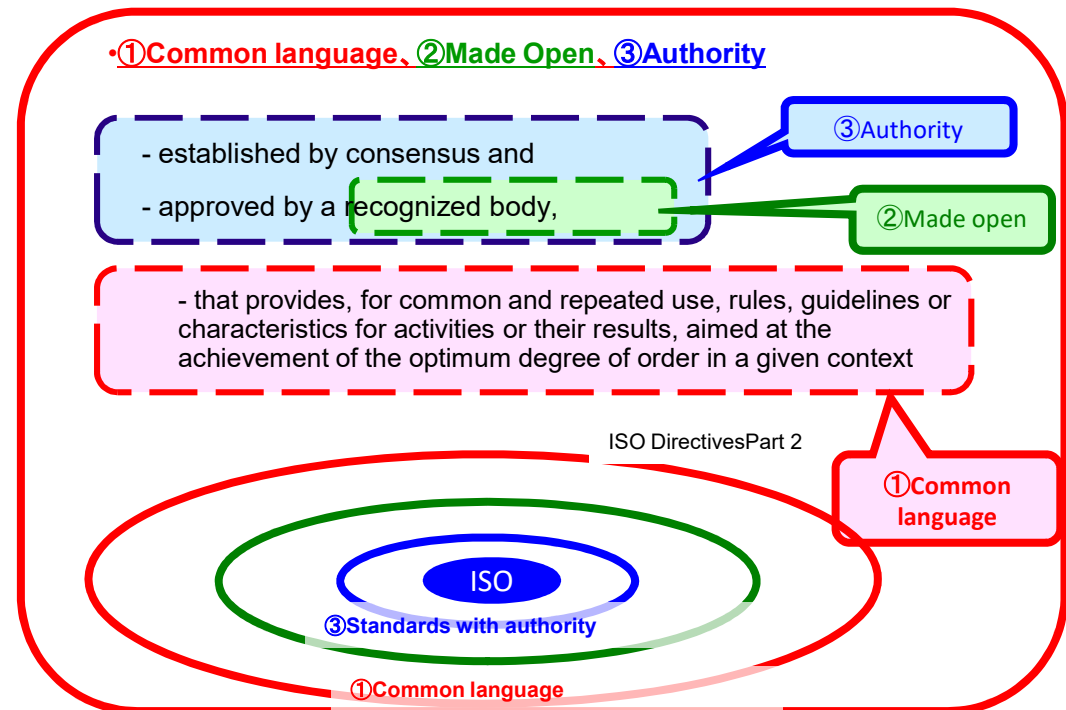 •①Common language、②Made Open、③Authority
③Authority
- established by consensus and
- approved by a recognized body,
②Made open
- that provides, for common and repeated use, rules, guidelines or
characteristics for activities or their results, aimed at the
achievement of the optimum degree of order in a given context
ISO DirectivesPart 2
①Common
language
ISO
③Standards with authority
①Common language